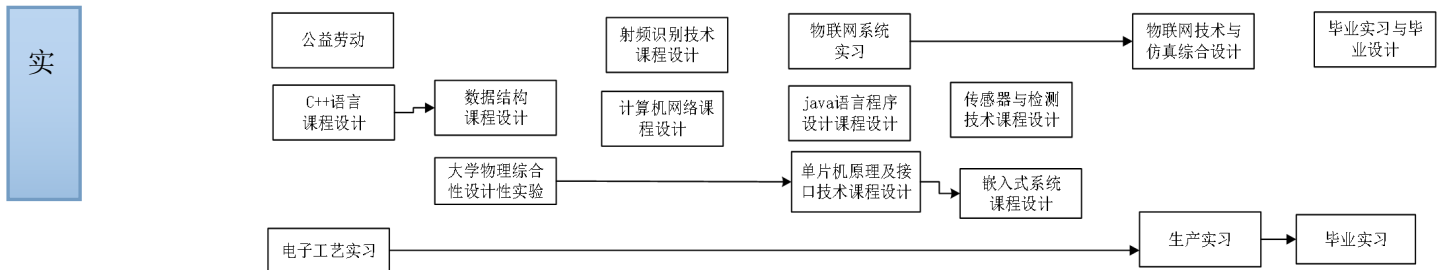 实
公益劳动
射频识别技术
课程设计
物联网系统
实习
物联网技术与
仿真综合设计
毕业实习与毕
业设计
C++语言
课程设计
数据结构
课程设计
计算机网络课
程设计
java语言程序
设计课程设计
传感器与检测
技术课程设计
大学物理综合
性设计性实验
单片机原理及接
口技术课程设计
嵌入式系统
课程设计
电子工艺实习
生产实习
毕业实习